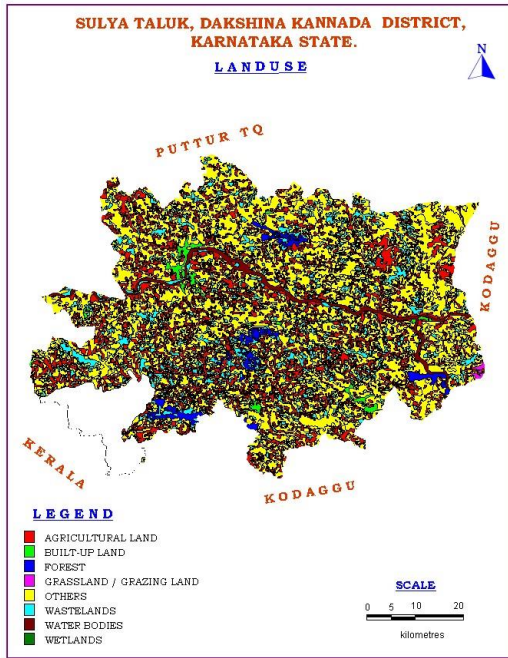 SULYA TALUK, DAKSHINA KANNADA DISTRICT,
KARNATAKA STATE.
LANDUSE
N
PUTTUR TQ
KODAGGU
KERALA
KODAGGU
LEGEND
AGRICULTURAL LAND
BUILT-UP LAND
FOREST
GRASSLAND / GRAZING LAND
OTHERS
WASTELANDS
WATER BODIES
WETLANDS
SCALE
0 5 10 20
kilometres